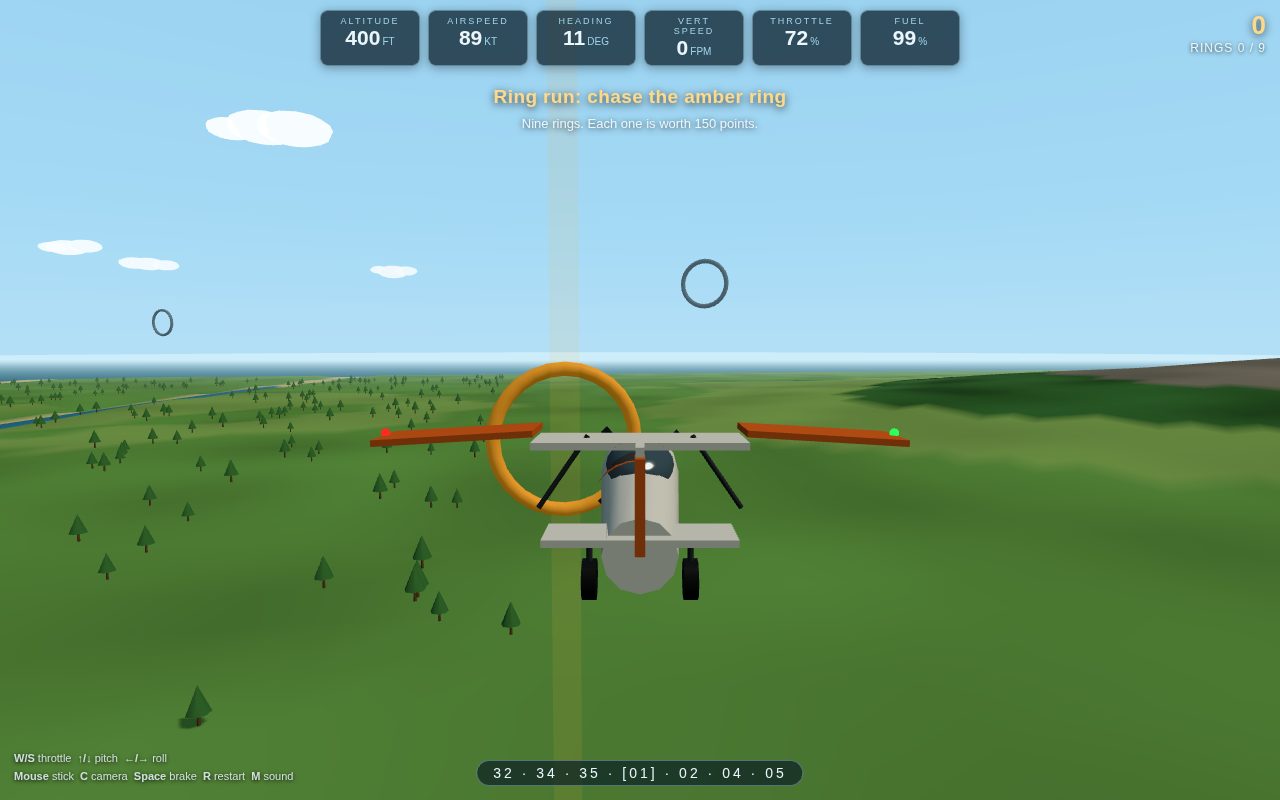 ALTITUDE
400 FT
AIRSPEED
89 KT
HEADING
11 DEG
VERT
SPEED
0 FPM
THROTTLE
72 %
FUEL
99 %
0
RINGS 0 / 9
Ring run: chase the amber ring
Nine rings. Each one is worth 150 points.
W/S throttle ↑/↓ pitch ←/→ roll
Mouse stick C camera Space brake R restart M sound
32 · 34 · 35 · [01] · 02 · 04 · 05